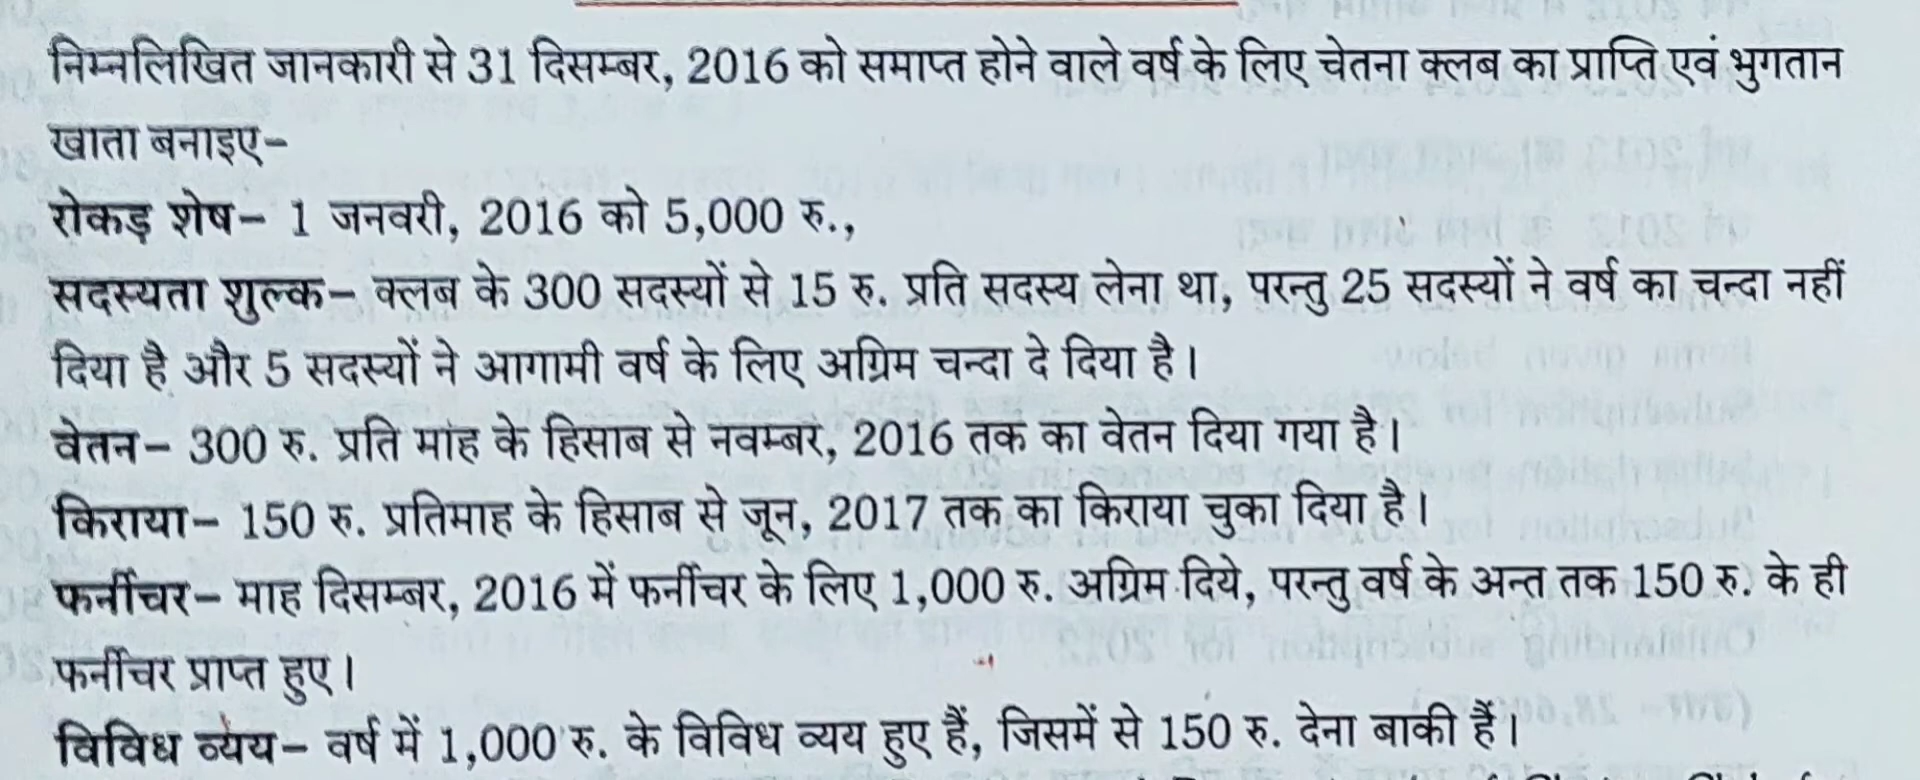 निम्नलिखित जानकारी से 31 दिसम्बर, 2016 को समाप्त होने वाले वर्ष के लिए चेतना क्लब का प्राप्ति एवं भुगतान
खाता बनाइए–
रोकड़ शेष– 1 जनवरी, 2016 को 5,000 रु.,
सदस्यता शुल्क– क्लब के 300 सदस्यों से 15 रु. प्रति सदस्य लेना था, परन्तु 25 सदस्यों ने वर्ष का चन्दा नहीं
दिया है और 5 सदस्यों ने आगामी वर्ष के लिए अग्रिम चन्दा दे दिया है।
वेतन– 300 रु. प्रति मांह के हिसाब से नवम्बर, 2016 तक का वेतन दिया गया है।
किराया– 150 रु. प्रतिमाह के हिसाब से जून, 2017 तक का किराया चुका दिया है।
फर्नीचर– माह दिसम्बर, 2016 में फर्नीचर के लिए 1,000 रु. अग्रिम दिये, परन्तु वर्ष के अन्त तक 150 रु. के ही
फर्नीचर प्राप्त हुए।
विविध व्यय– वर्ष में 1,000 रु. के विविध व्यय हुए हैं, जिसमें से 150 रु. देना बाकी हैं।